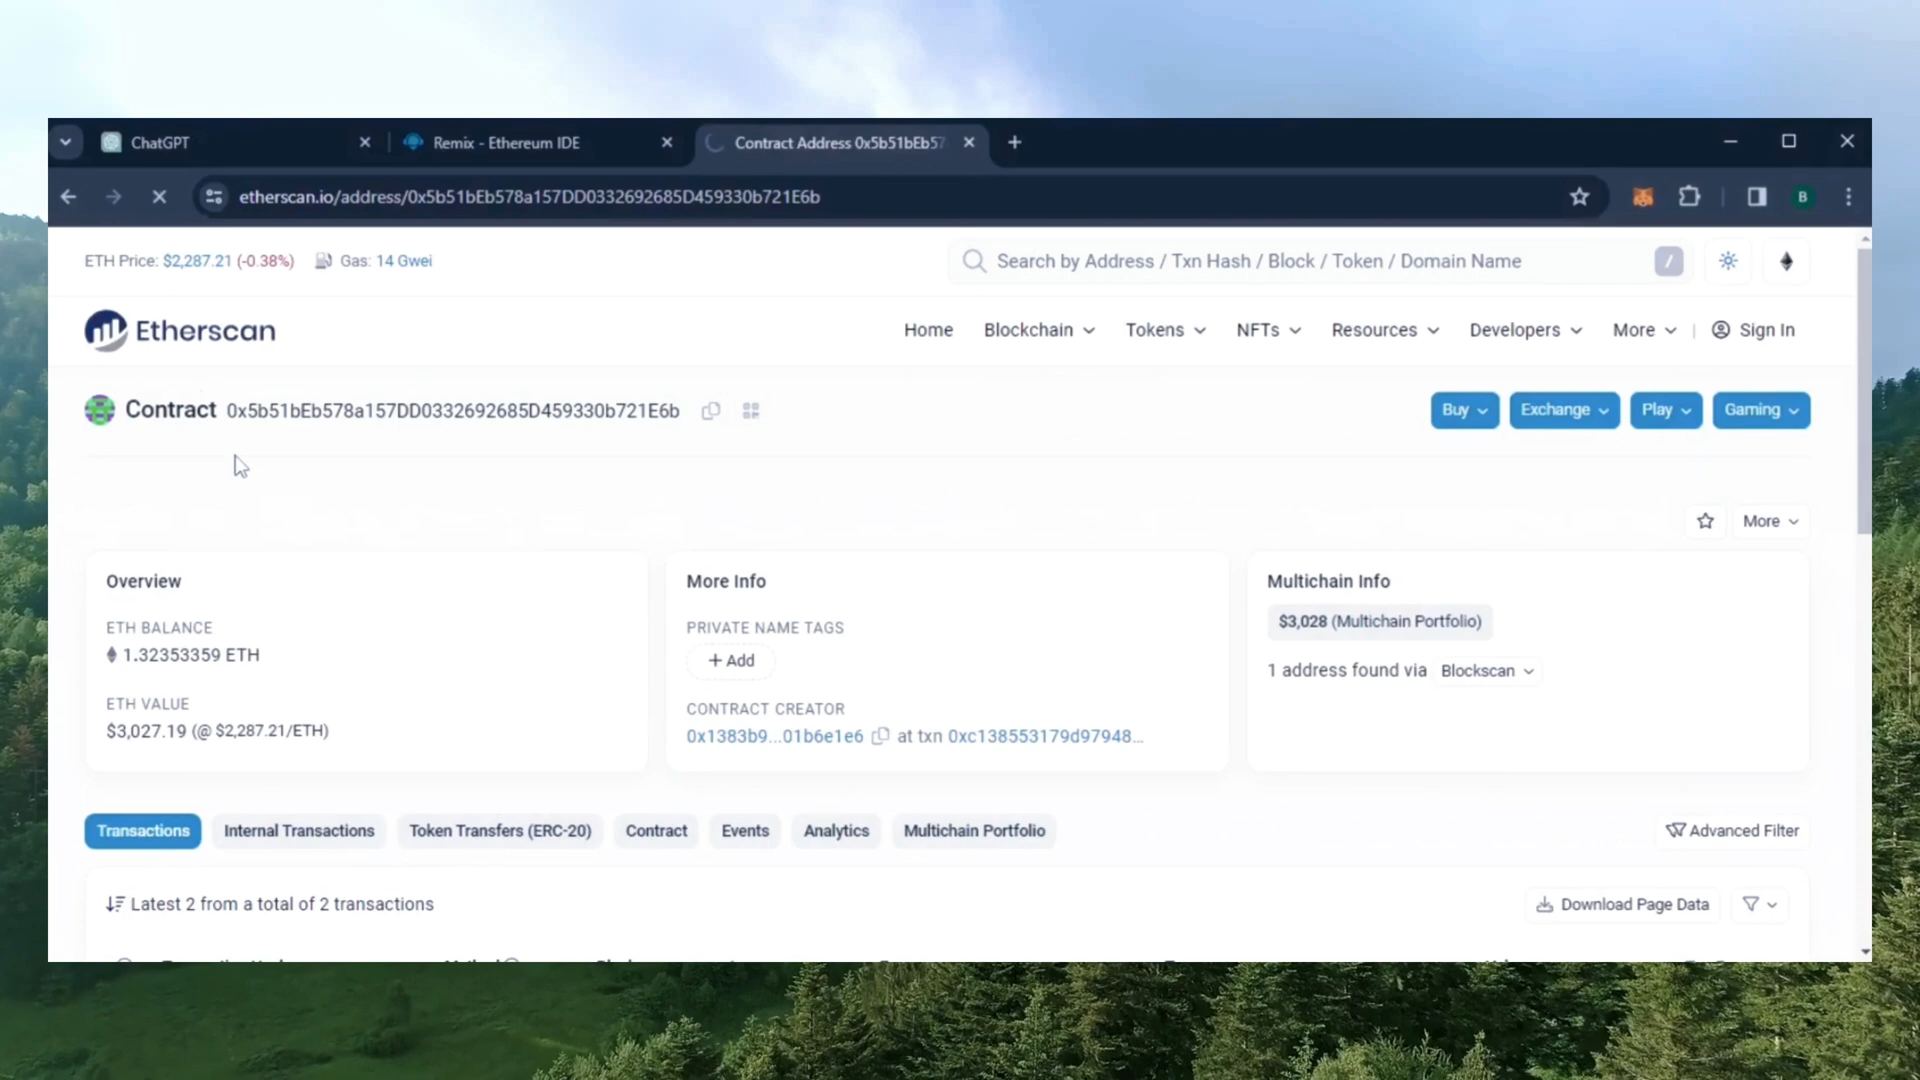 ChatGPT
Remix - Ethereum IDE
Contract Address 0x5b51bEb57
etherscan.io/address/0x5b51bEb578a157DD0332692685D459330b721E6b
B
ETH Price: $2,287.21 (-0.38%) Gas: 14 Gwei
Search by Address / Txn Hash / Block / Token / Domain Name /
Etherscan
Home Blockchain Tokens NFTs Resources Developers More | Sign In
Contract 0x5b51bEb578a157DD0332692685D459330b721E6b
Buy Exchange Play Gaming
More
Overview
ETH BALANCE
1.32353359 ETH
ETH VALUE
$3,027.19 (@ $2,287.21/ETH)
More Info
PRIVATE NAME TAGS
+ Add
CONTRACT CREATOR
0x1383b9...01b6e1e6 at txn 0xc138553179d97948...
Multichain Info
$3,028 (Multichain Portfolio)
1 address found via Blockscan
Transactions Internal Transactions Token Transfers (ERC-20) Contract Events Analytics Multichain Portfolio Advanced Filter
Latest 2 from a total of 2 transactions Download Page Data